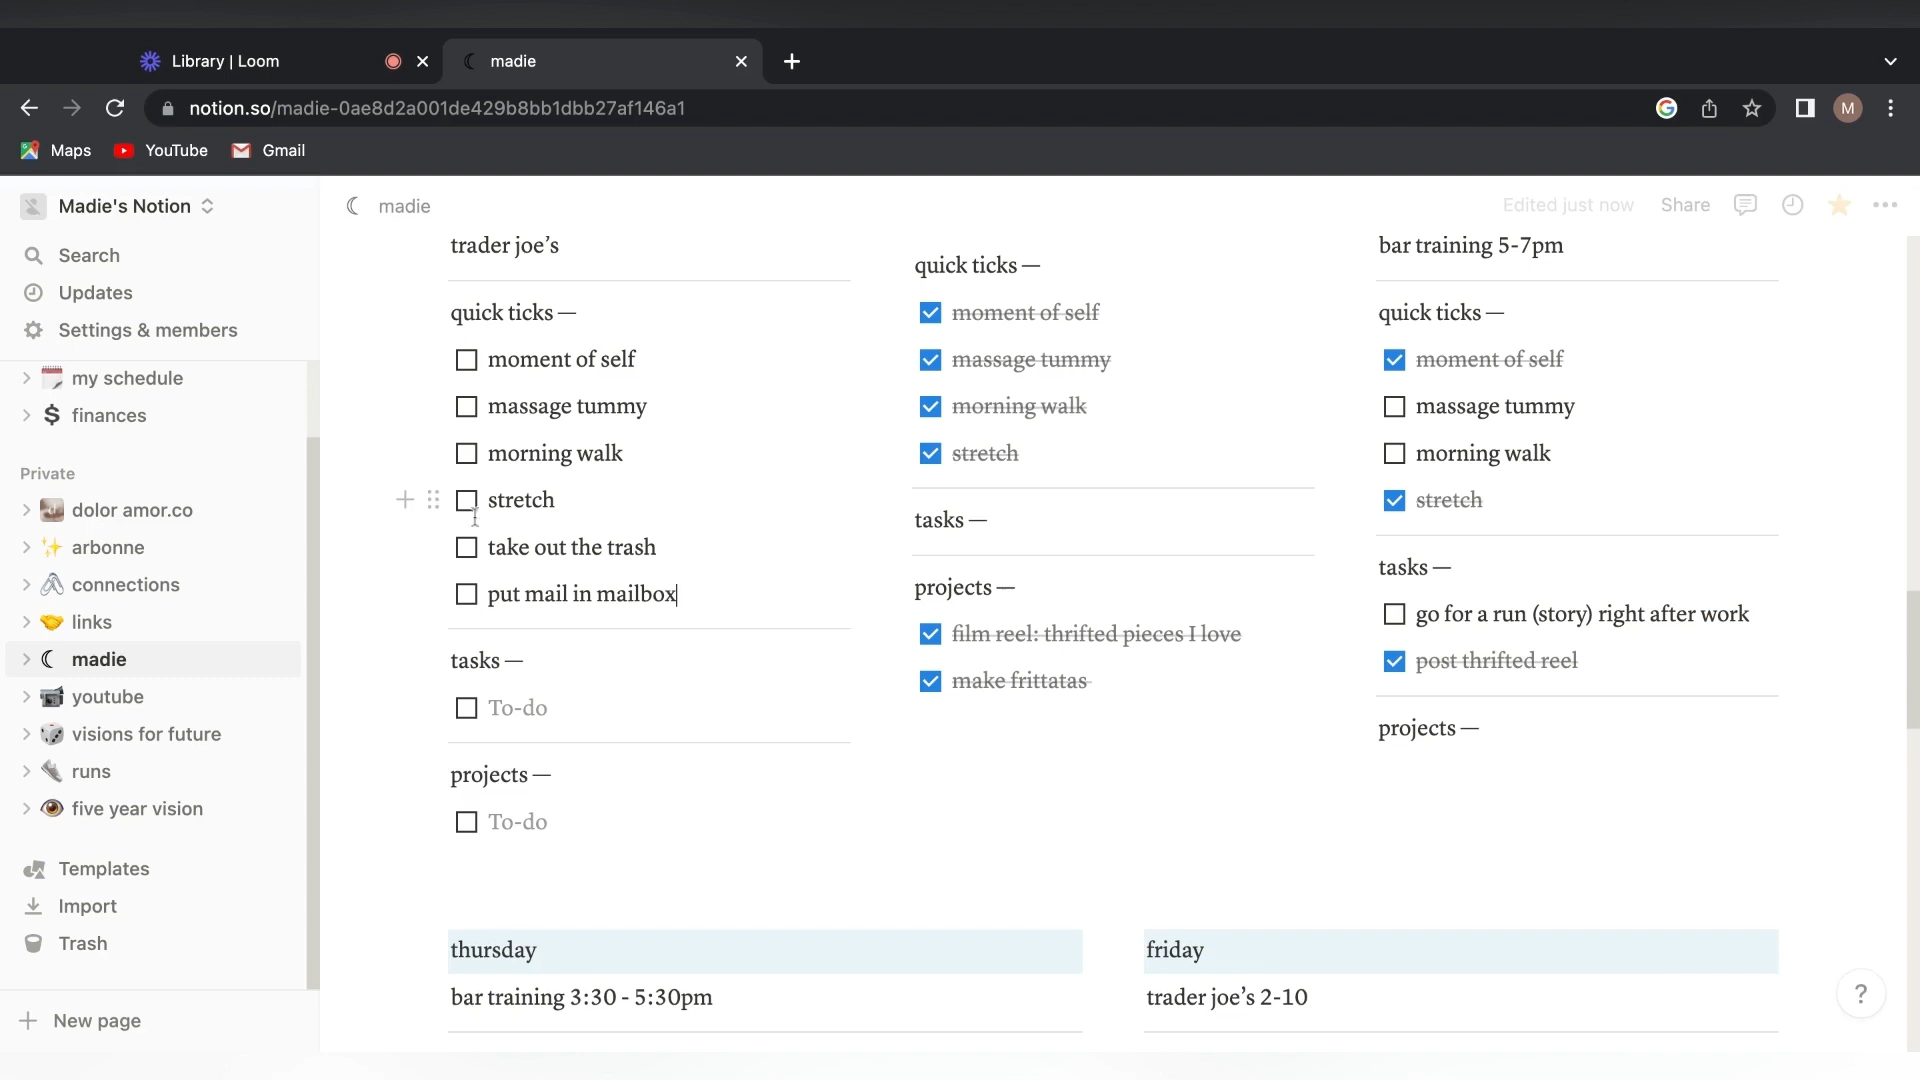 Library | Loom
madie
notion.so/madie-0ae8d2a001de429b8bb1dbb27af146a1
M
Maps
YouTube
Gmail
Madie's Notion
Search
Updates
Settings & members
my schedule
finances
Private
dolor amor.co
arbonne
connections
links
madie
youtube
visions for future
runs
five year vision
Templates
Import
Trash
New page
madie
Edited just now
Share
trader joe's
quick ticks —
moment of self
massage tummy
morning walk
stretch
take out the trash
put mail in mailbox
tasks —
To-do
projects —
To-do
quick ticks —
moment of self
massage tummy
morning walk
stretch
tasks —
projects —
film reel: thrifted pieces I love
make frittatas
bar training 5-7pm
quick ticks —
moment of self
massage tummy
morning walk
stretch
tasks —
go for a run (story) right after work
post thrifted reel
projects —
thursday
bar training 3:30 - 5:30pm
friday
trader joe's 2-10
?